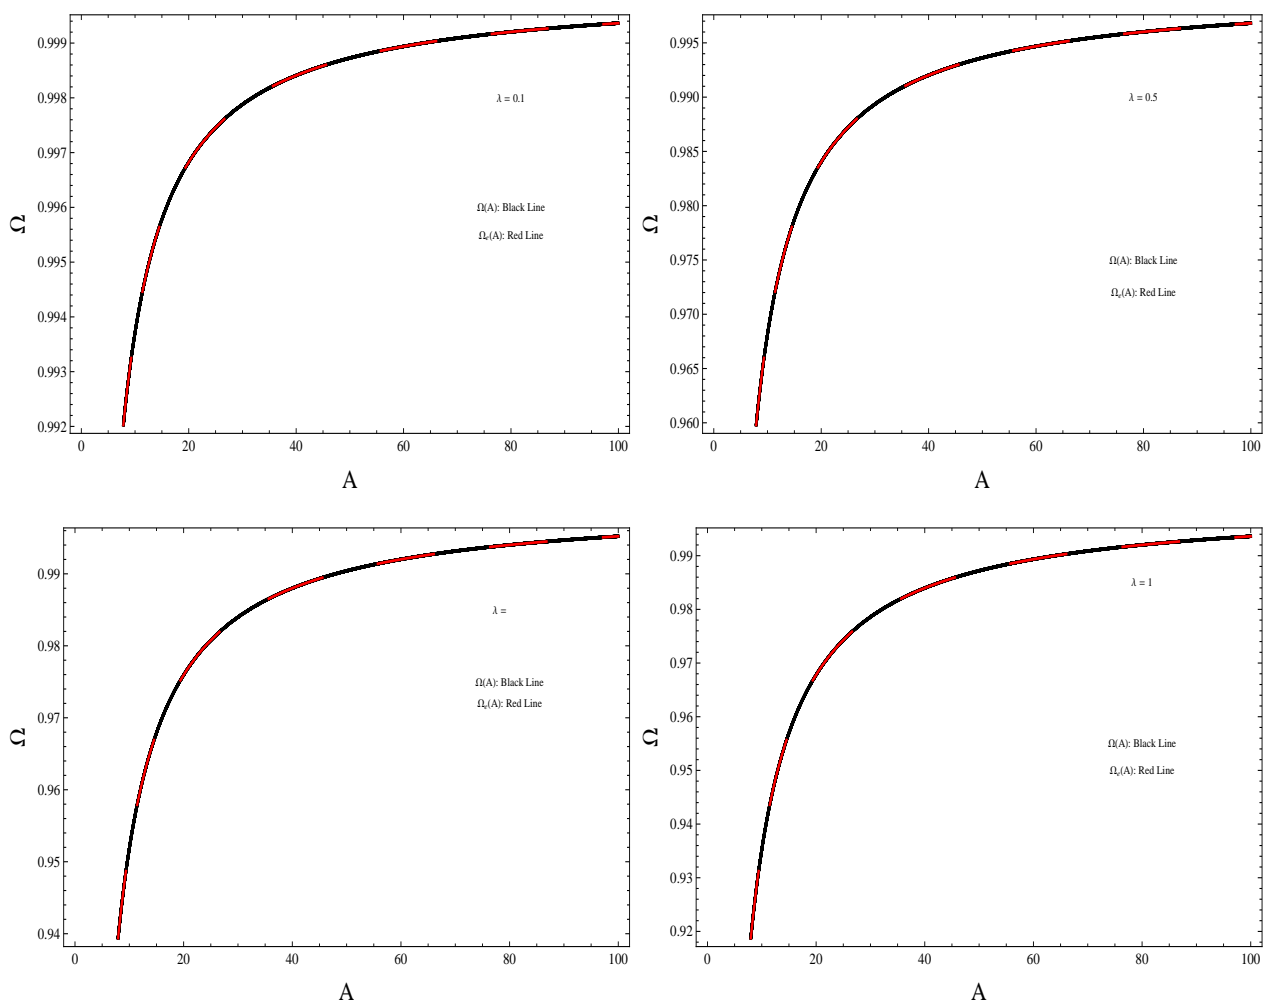 0.999
0.998
0.997
0.996
0.995
0.994
0.993
0.992
Ω
λ = 0.1
Ω(A): Black Line
Ωₑ(A): Red Line
0 20 40 60 80 100
A
0.995
0.990
0.985
0.980
0.975
0.970
0.965
0.960
Ω
λ = 0.5
Ω(A): Black Line
Ωₑ(A): Red Line
0 20 40 60 80 100
A
0.99
0.98
0.97
0.96
0.95
0.94
Ω
λ =
Ω(A): Black Line
Ωₑ(A): Red Line
0 20 40 60 80 100
A
0.99
0.98
0.97
0.96
0.95
0.94
0.93
0.92
Ω
λ = 1
Ω(A): Black Line
Ωₑ(A): Red Line
0 20 40 60 80 100
A